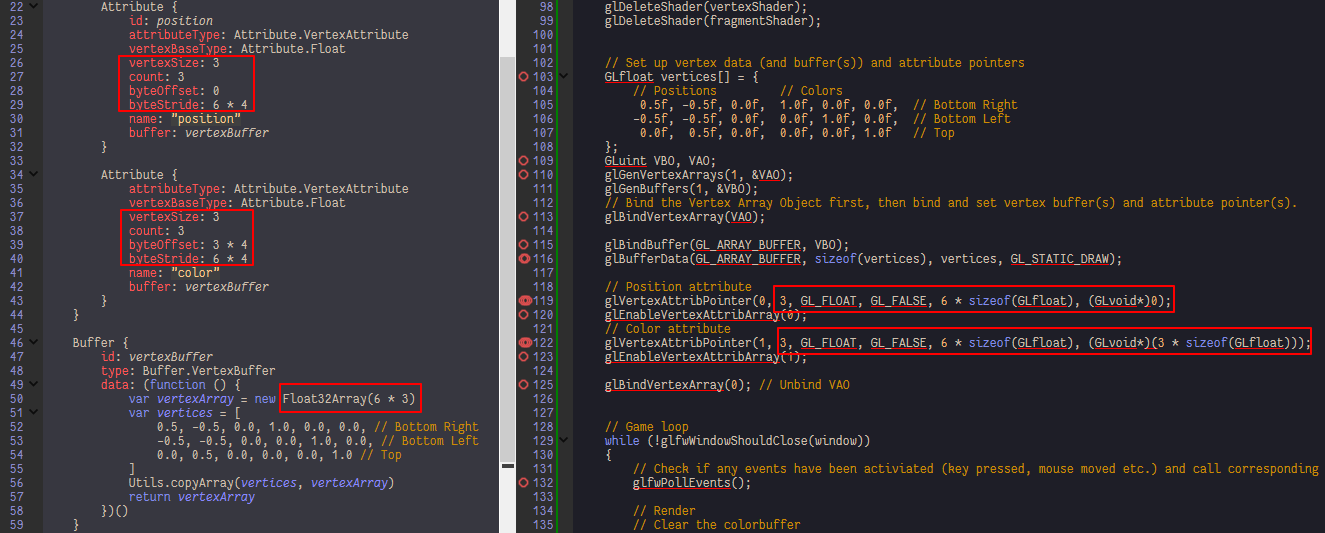 22 Attribute {
23 id: position
24 attributeType: Attribute.VertexAttribute
25 vertexBaseType: Attribute.Float
26 vertexSize: 3
27 count: 3
28 byteOffset: 0
29 byteStride: 6 * 4
30 name: "position"
31 buffer: vertexBuffer
32 }
33
34 Attribute {
35 attributeType: Attribute.VertexAttribute
36 vertexBaseType: Attribute.Float
37 vertexSize: 3
38 count: 3
39 byteOffset: 3 * 4
40 byteStride: 6 * 4
41 name: "color"
42 buffer: vertexBuffer
43 }
44 }
45
46 Buffer {
47 id: vertexBuffer
48 type: Buffer.VertexBuffer
49 data: (function () {
50 var vertexArray = new Float32Array(6 * 3)
51 var vertices = [
52 0.5, -0.5, 0.0, 1.0, 0.0, 0.0, // Bottom Right
53 -0.5, -0.5, 0.0, 0.0, 1.0, 0.0, // Bottom Left
54 0.0, 0.5, 0.0, 0.0, 0.0, 1.0 // Top
55 ]
56 Utils.copyArray(vertices, vertexArray)
57 return vertexArray
58 })()
59 }
98 glDeleteShader(vertexShader);
99 glDeleteShader(fragmentShader);
100
101
102 // Set up vertex data (and buffer(s)) and attribute pointers
103 GLfloat vertices[] = {
104 // Positions // Colors
105 0.5f, -0.5f, 0.0f, 1.0f, 0.0f, 0.0f, // Bottom Right
106 -0.5f, -0.5f, 0.0f, 0.0f, 1.0f, 0.0f, // Bottom Left
107 0.0f, 0.5f, 0.0f, 0.0f, 0.0f, 1.0f // Top
108 };
109 GLuint VBO, VAO;
110 glGenVertexArrays(1, &VAO);
111 glGenBuffers(1, &VBO);
112 // Bind the Vertex Array Object first, then bind and set vertex buffer(s) and attribute pointer(s).
113 glBindVertexArray(VAO);
114
115 glBindBuffer(GL_ARRAY_BUFFER, VBO);
116 glBufferData(GL_ARRAY_BUFFER, sizeof(vertices), vertices, GL_STATIC_DRAW);
117
118 // Position attribute
119 glVertexAttribPointer(0, 3, GL_FLOAT, GL_FALSE, 6 * sizeof(GLfloat), (GLvoid*)0);
120 glEnableVertexAttribArray(0);
121 // Color attribute
122 glVertexAttribPointer(1, 3, GL_FLOAT, GL_FALSE, 6 * sizeof(GLfloat), (GLvoid*)(3 * sizeof(GLfloat)));
123 glEnableVertexAttribArray(1);
124
125 glBindVertexArray(0); // Unbind VAO
126
127
128 // Game loop
129 while (!glfwWindowShouldClose(window))
130 {
131 // Check if any events have been activiated (key pressed, mouse moved etc.) and call corresponding
132 glfwPollEvents();
133
134 // Render
135 // Clear the colorbuffer